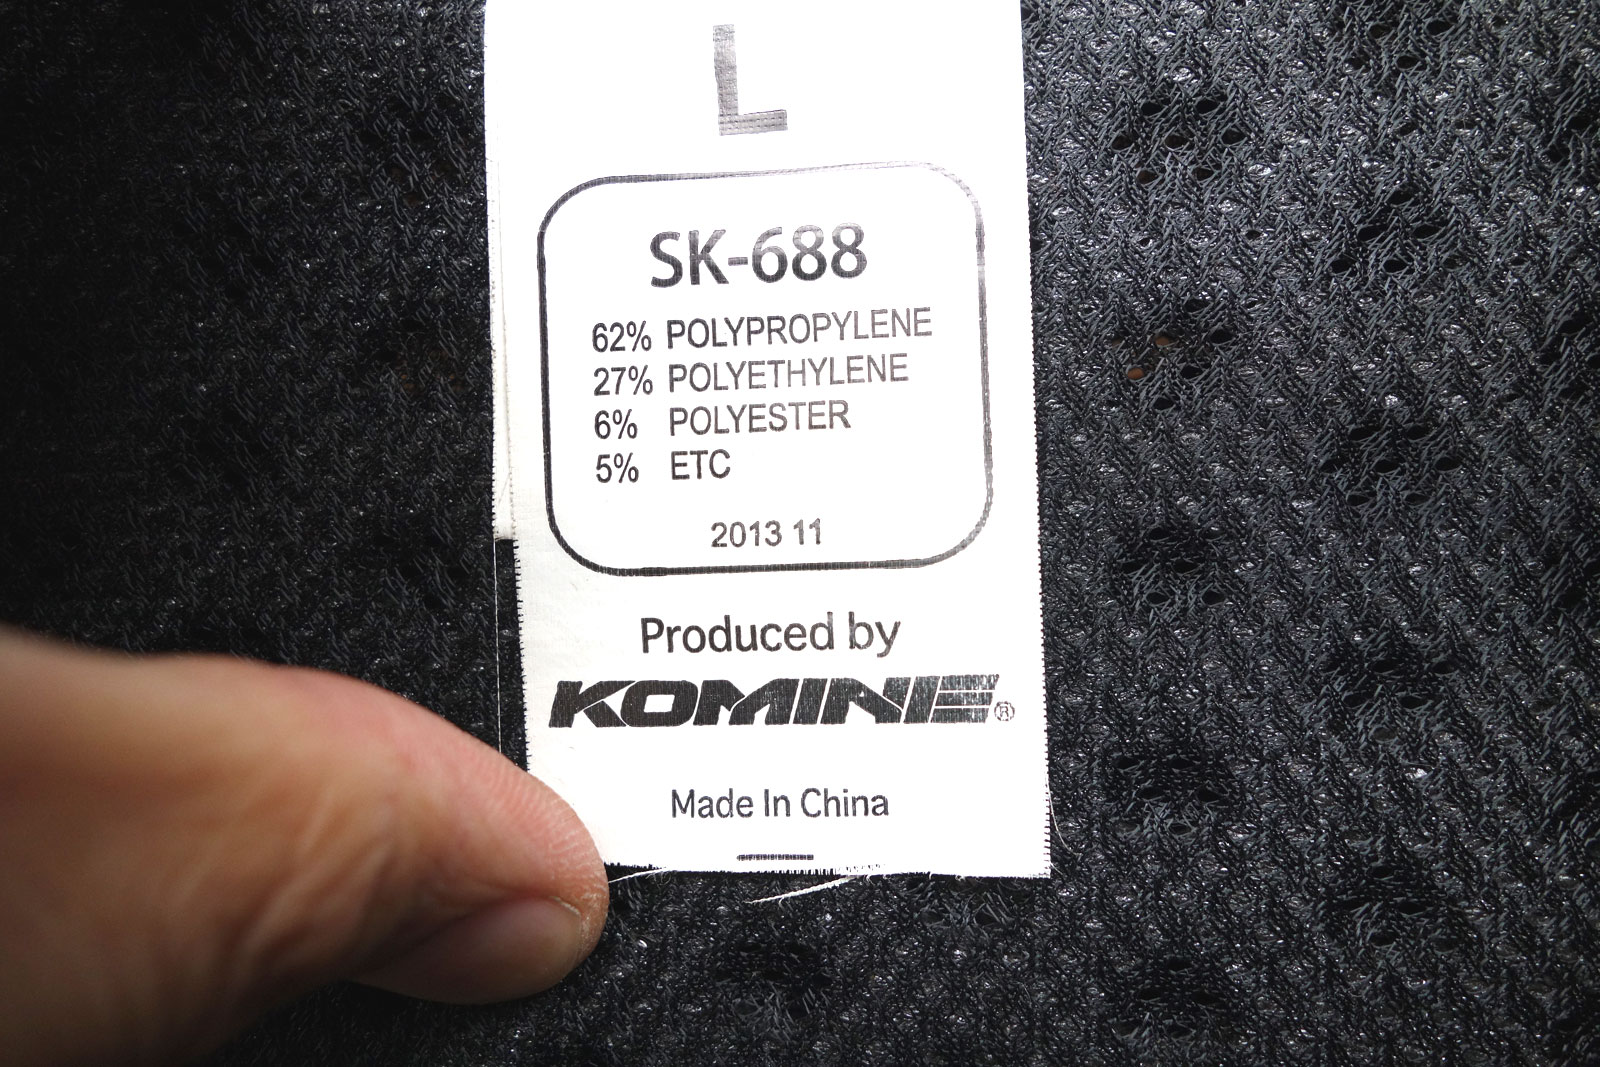 L
SK-688
62% POLYPROPYLENE
27% POLYETHYLENE
6% POLYESTER
5% ETC
2013 11
Produced by
KOMINE®
Made In China